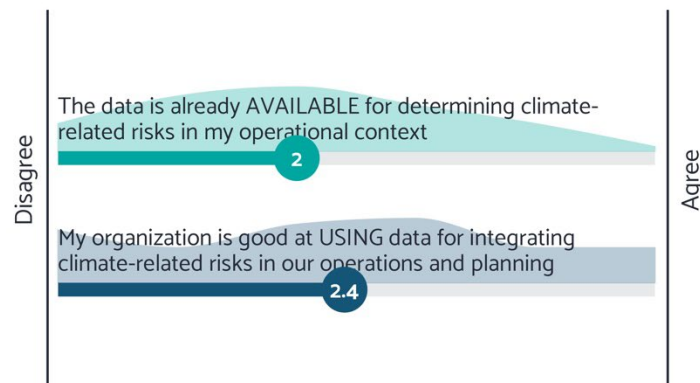 Disagree
The data is already AVAILABLE for determining climate-
related risks in my operational context
2
My organization is good at USING data for integrating
climate-related risks in our operations and planning
2.4
Agree